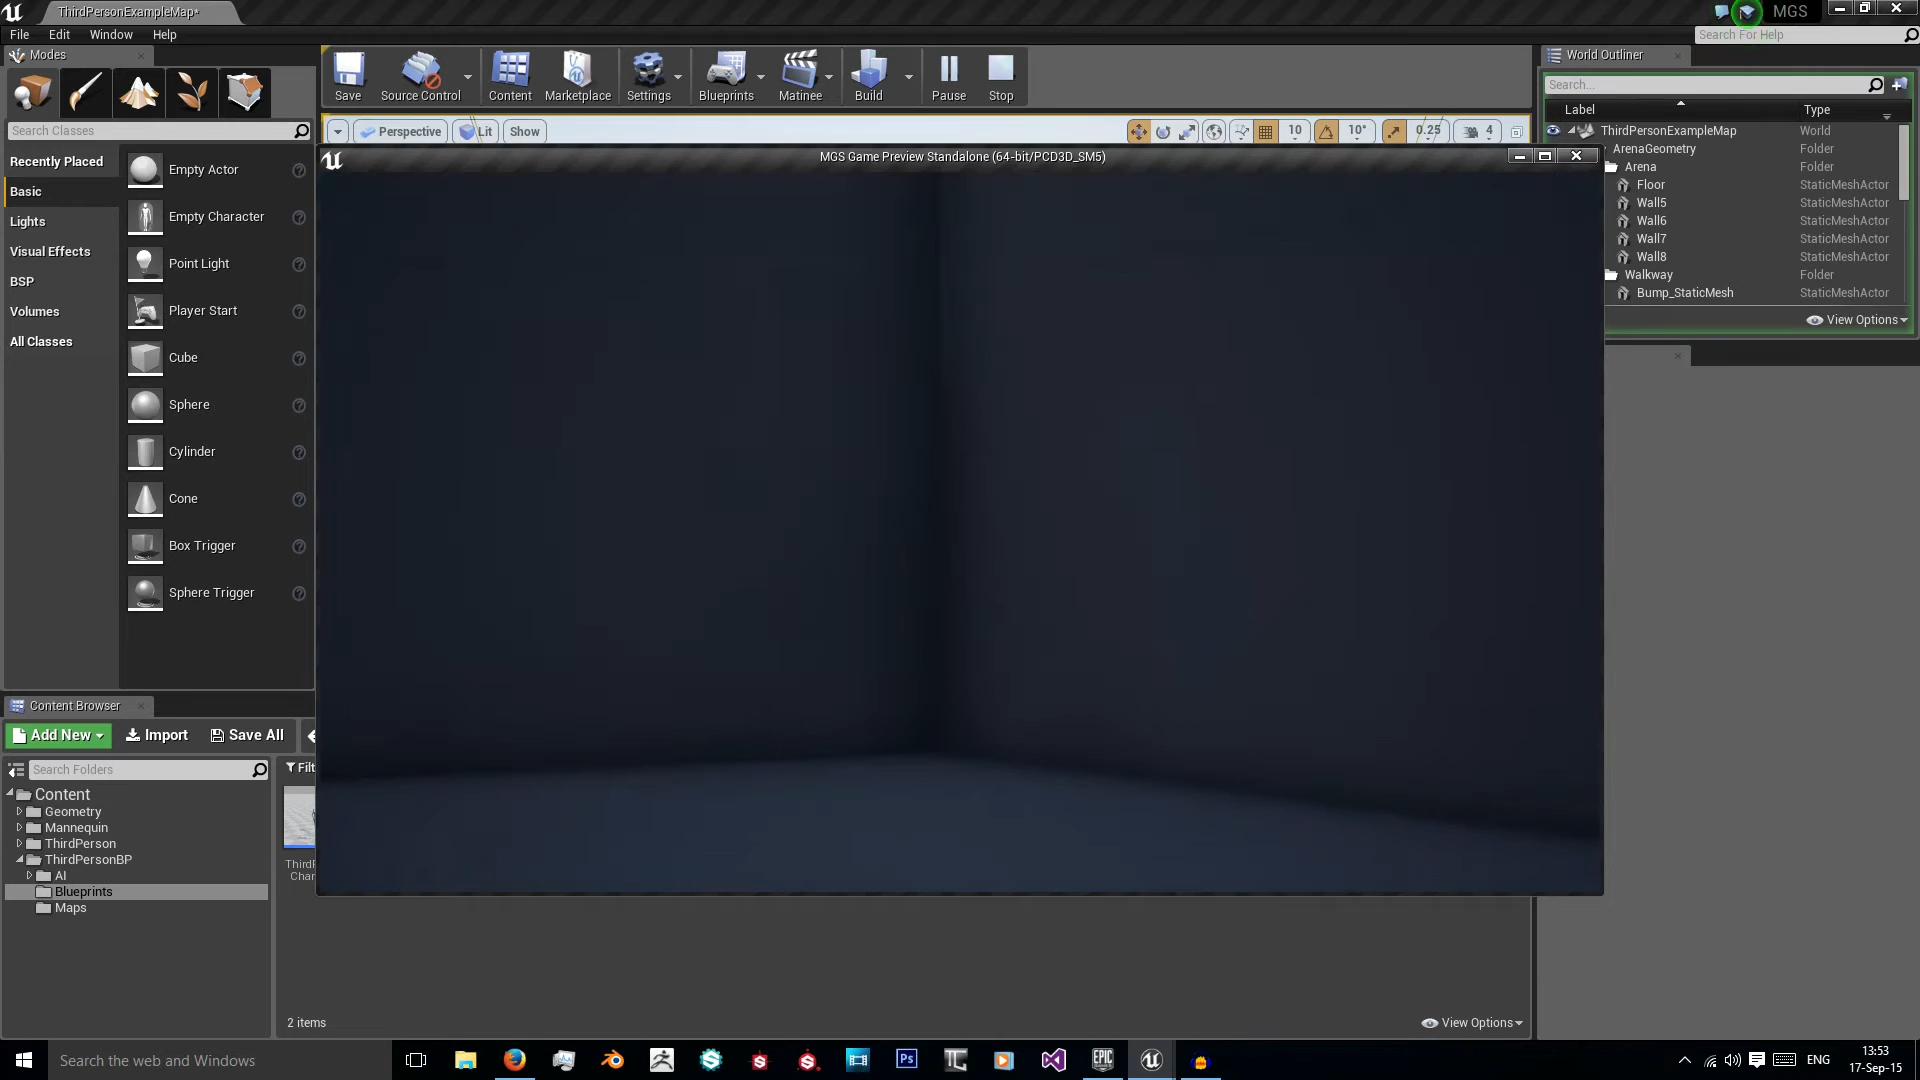 ThirdPersonExampleMap*
MGS
File Edit Window Help
Search For Help
Modes
Save
Source Control
Content
Marketplace
Settings
Blueprints
Matinee
Build
Pause
Stop
World Outliner
Search...
Label Type
Search Classes
Perspective Lit Show
10 10° 0.25 4
MGS Game Preview Standalone (64-bit/PCD3D_SM5)
ThirdPersonExampleMap World
ArenaGeometry Folder
Arena Folder
Floor StaticMeshActor
Wall5 StaticMeshActor
Wall6 StaticMeshActor
Wall7 StaticMeshActor
Wall8 StaticMeshActor
Walkway Folder
Bump_StaticMesh StaticMeshActor
View Options
Recently Placed
Basic
Lights
Visual Effects
BSP
Volumes
All Classes
Empty Actor
Empty Character
Point Light
Player Start
Cube
Sphere
Cylinder
Cone
Box Trigger
Sphere Trigger
Content Browser
Add New Import Save All
Search Folders
Filt
Content
Geometry
Mannequin
ThirdPerson
ThirdPersonBP
AI
Blueprints
Maps
ThirdP
Char
2 items
View Options
Search the web and Windows
Ps
EPIC
GAMES
ENG
13:53
17-Sep-15